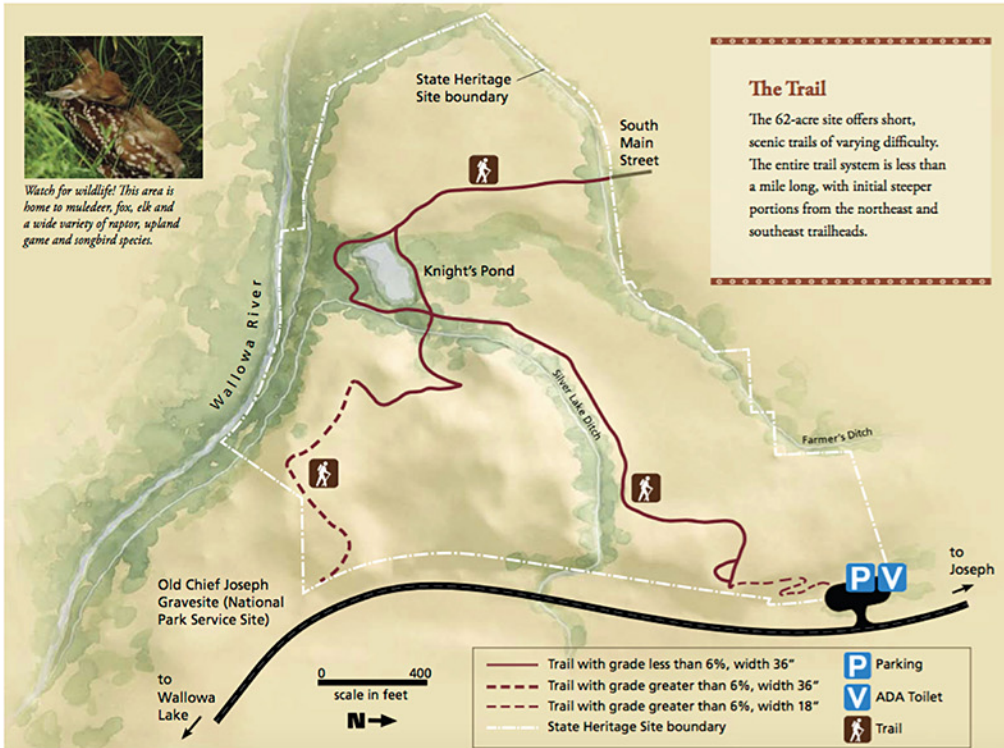 State Heritage
Site boundary
South
Main
Street
The Trail
The 62-acre site offers short,
scenic trails of varying difficulty.
The entire trail system is less than
a mile long, with initial steeper
portions from the northeast and
southeast trailheads.
Watch for wildlife! This area is
home to muledeer, fox, elk and
a wide variety of raptor, upland
game and songbird species.
Knight's Pond
Wallowa River
Silver Lake Ditch
Farmer's Ditch
Old Chief Joseph
Gravesite (National
Park Service Site)
P V
to
Joseph
to
Wallowa
Lake
0 400
scale in feet
N
Trail with grade less than 6%, width 36"
Trail with grade greater than 6%, width 36"
Trail with grade greater than 6%, width 18"
State Heritage Site boundary
P Parking
V ADA Toilet
Trail